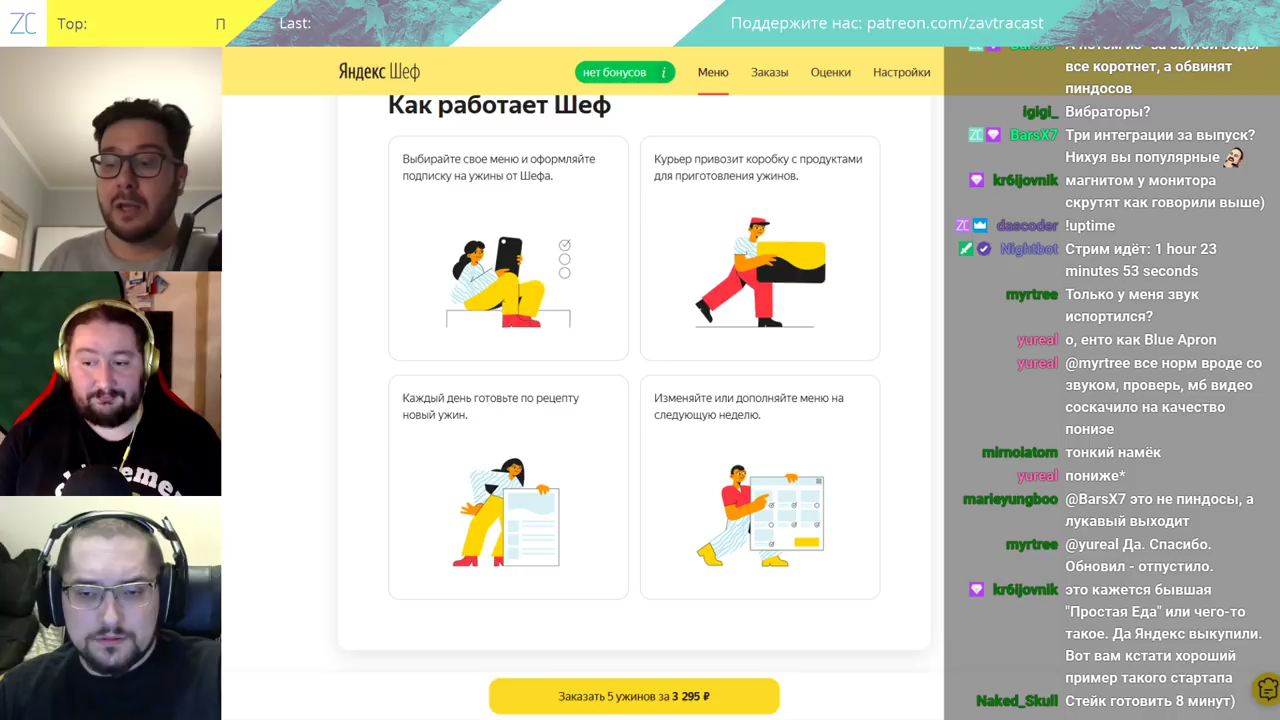 ZC
Top:
П
Last:
Поддержите нас: patreon.com/zavtracast
Яндекс Шеф
нет бонусов i
Меню
Заказы
Оценки
Настройки
Как работает Шеф
Выбирайте свое меню и оформляйте
подписку на ужины от Шефа.
Курьер привозит коробку с продуктами
для приготовления ужинов.
Каждый день готовьте по рецепту
новый ужин.
Изменяйте или дополняйте меню на
следующую неделю.
Заказать 5 ужинов за 3 295 ₽
все коротнет, а обвинят
пиндосов
igigi_ Вибраторы?
BarsX7 Три интеграции за выпуск?
Нихуя вы популярные
kr6ijovnik магнитом у монитора
скрутят как говорили выше)
dascoder !uptime
Nightbot Стрим идёт: 1 hour 23
minutes 53 seconds
myrtree Только у меня звук
испортился?
yureal о, енто как Blue Apron
yureal @myrtree все норм вроде со
звуком, проверь, мб видео
соскачило на качество
пониэе
mirnoiatom тонкий намёк
yureal пониже*
marieyungboo @BarsX7 это не пиндосы, а
лукавый выходит
myrtree @yureal Да. Спасибо.
Обновил - отпустило.
kr6ijovnik это кажется бывшая
"Простая Еда" или чего-то
такое. Да Яндекс выкупили.
Вот вам кстати хороший
пример такого стартапа
Naked_Skull Стейк готовить 8 минут)